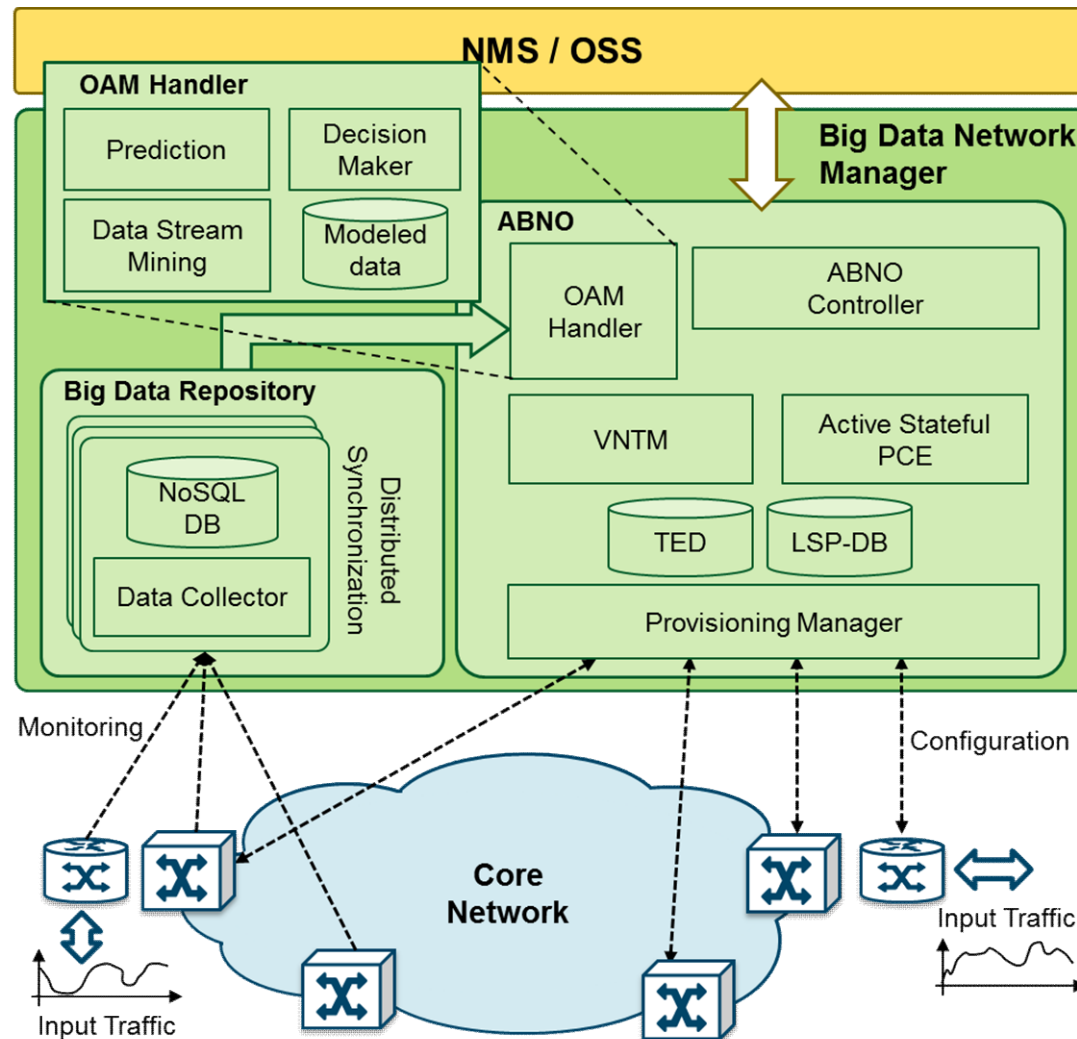 NMS / OSS
OAM Handler
Prediction
Decision
Maker
Data Stream
Mining
Modeled
data
Big Data Network
Manager
ABNO
OAM
Handler
ABNO
Controller
Big Data Repository
NoSQL
DB
Data Collector
Distributed
Synchronization
VNTM
Active Stateful
PCE
TED
LSP-DB
Provisioning Manager
Monitoring
Configuration
Core
Network
Input Traffic
Input Traffic